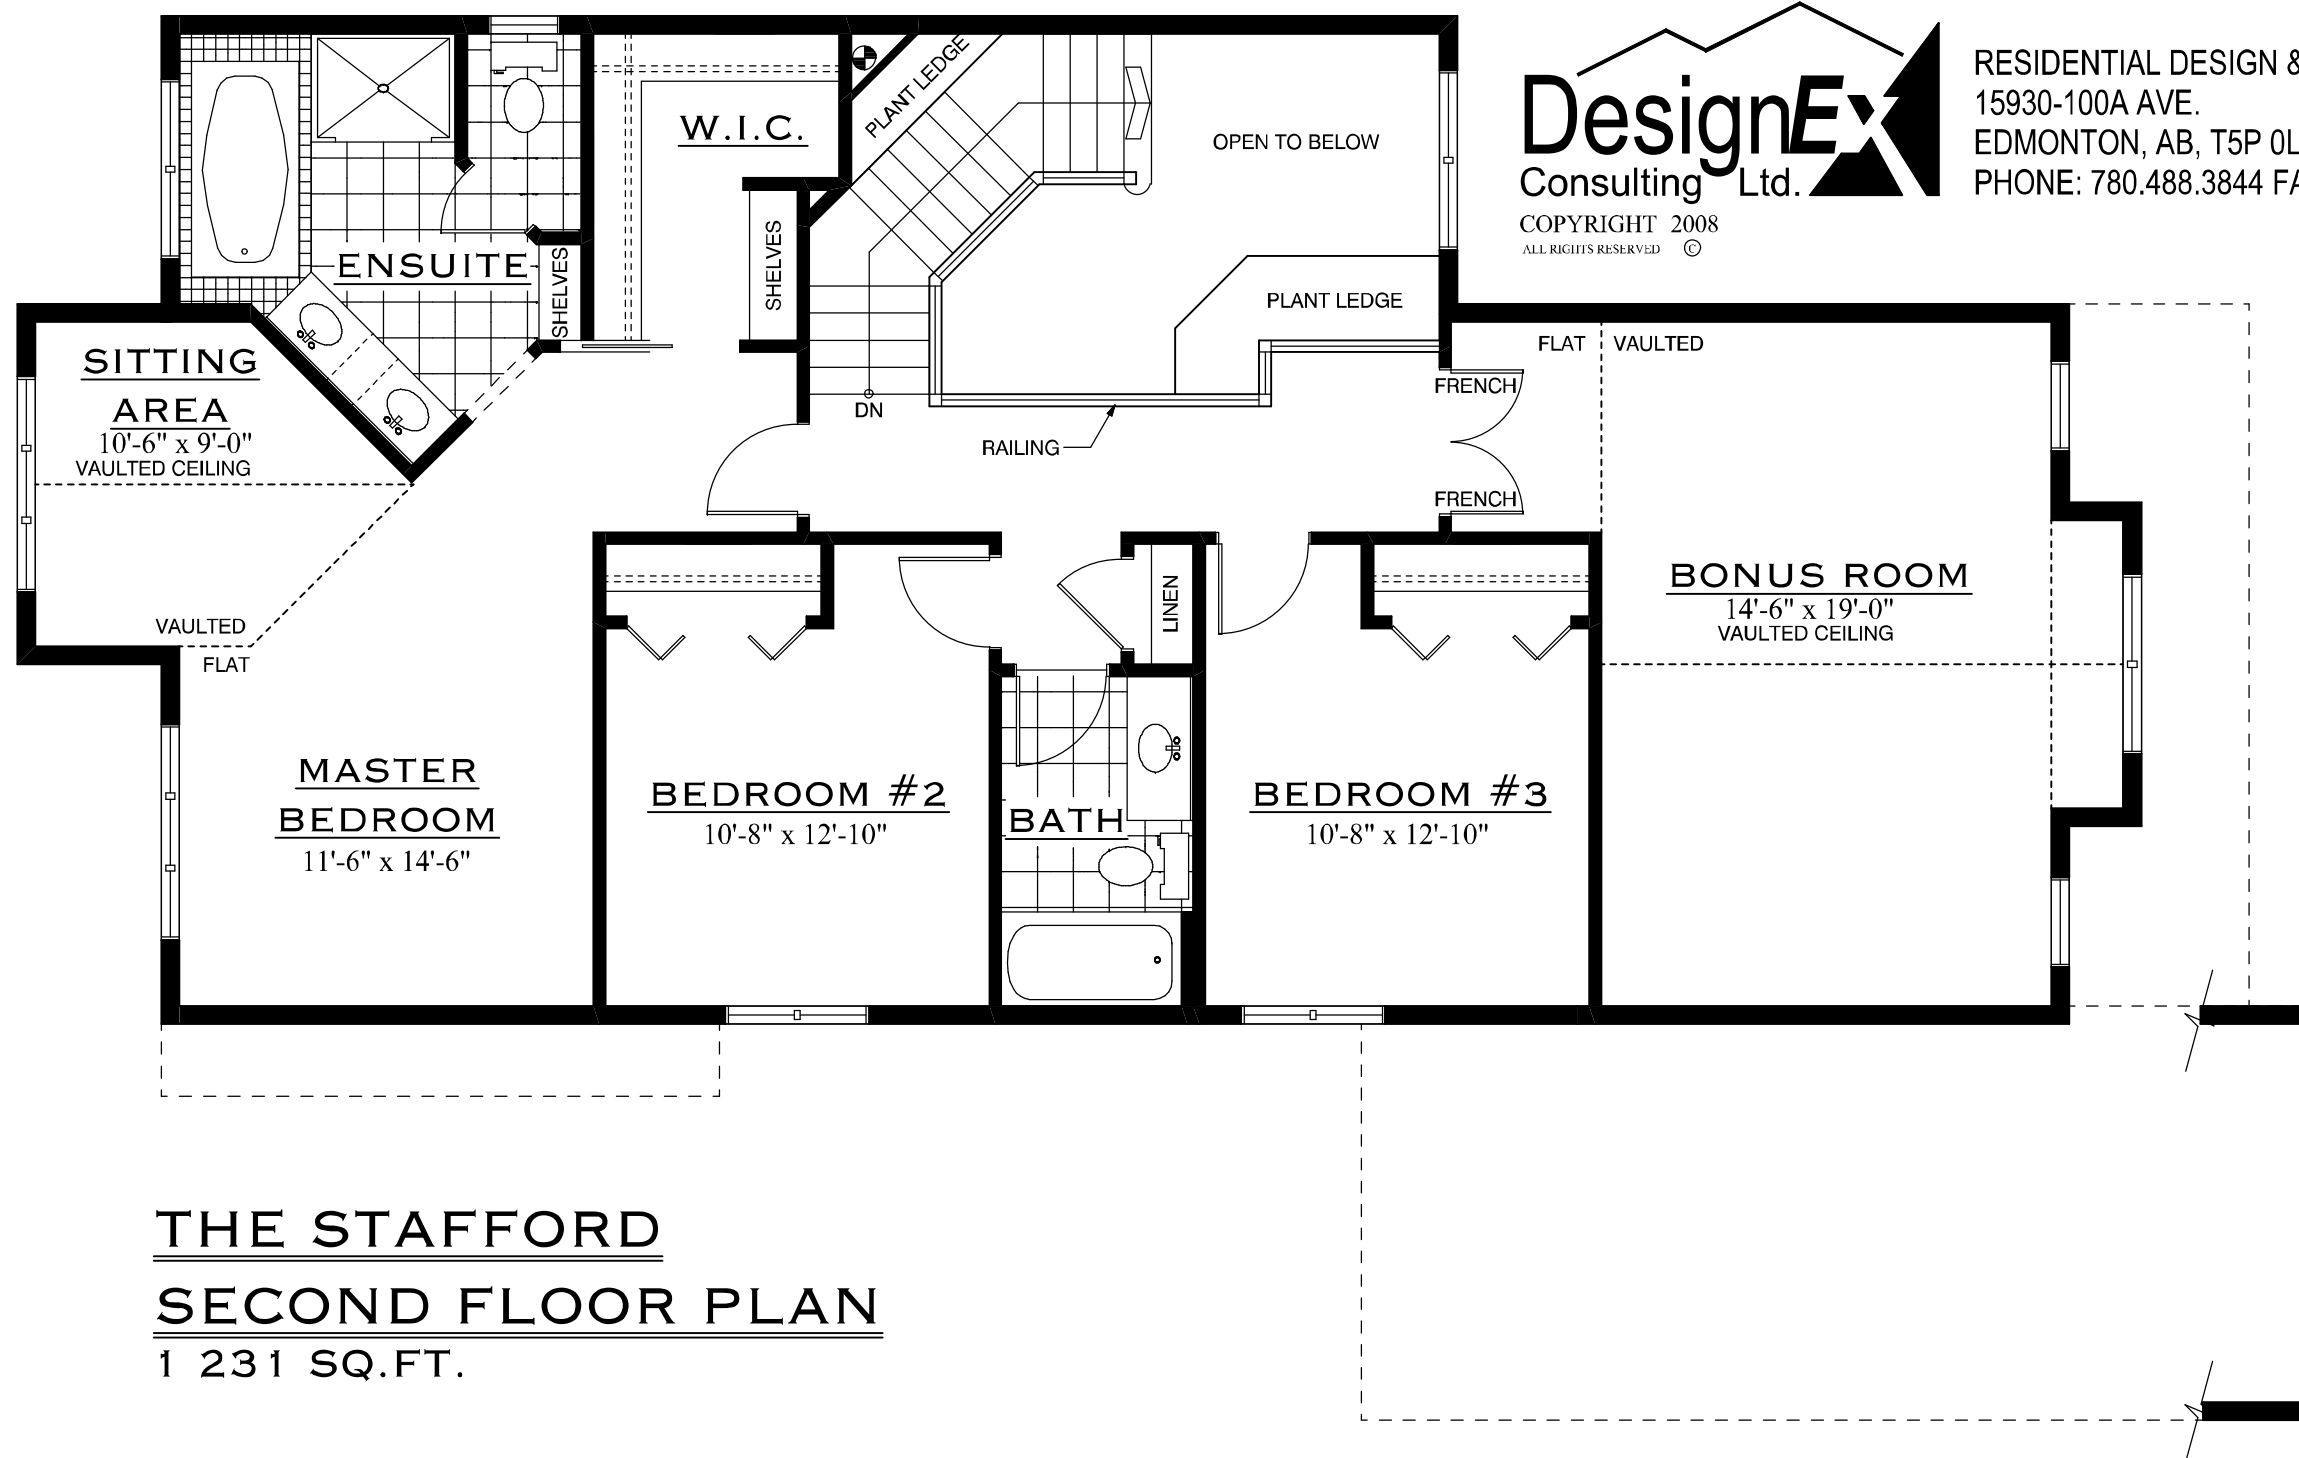 RESIDENTIAL DESIGN &
15930-100A AVE.
EDMONTON, AB, T5P 0L
PHONE: 780.488.3844 FA
DesignEx
Consulting Ltd.
COPYRIGHT 2008
ALL RIGHTS RESERVED ©
PLANT LEDGE
W.I.C.
OPEN TO BELOW
ENSUITE
SHELVES
SHELVES
PLANT LEDGE
SITTING
AREA
10'-6" x 9'-0"
VAULTED CEILING
FLAT
VAULTED
FRENCH
DN
RAILING
FRENCH
BONUS ROOM
14'-6" x 19'-0"
VAULTED CEILING
LINEN
VAULTED
FLAT
MASTER
BEDROOM
11'-6" x 14'-6"
BEDROOM #2
10'-8" x 12'-10"
BATH
BEDROOM #3
10'-8" x 12'-10"
THE STAFFORD
SECOND FLOOR PLAN
1 231 SQ.FT.